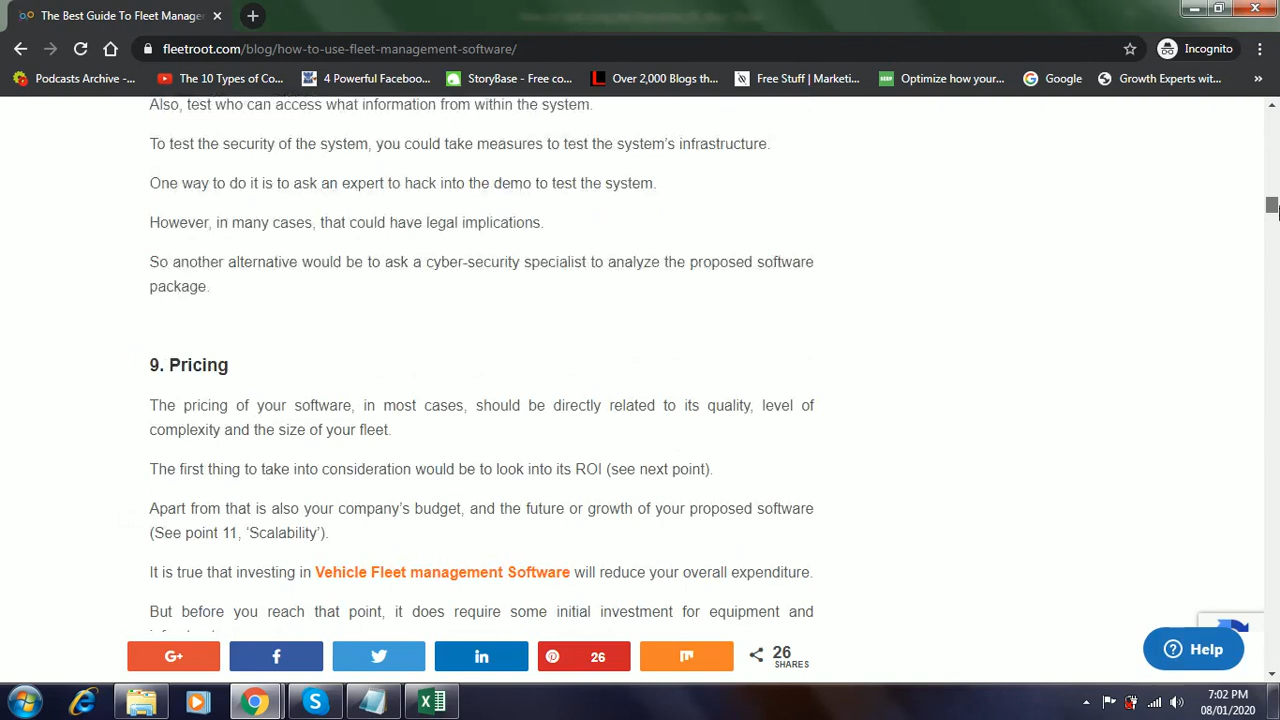 The Best Guide To Fleet Manage
fleetroot.com/blog/how-to-use-fleet-management-software/
Incognito
Podcasts Archive -...
The 10 Types of Co...
4 Powerful Faceboo...
StoryBase - Free co...
Over 2,000 Blogs th...
Free Stuff | Marketi...
Optimize how your...
Google
Growth Experts wit...
»
Also, test who can access what information from within the system.
To test the security of the system, you could take measures to test the system’s infrastructure.
One way to do it is to ask an expert to hack into the demo to test the system.
However, in many cases, that could have legal implications.
So another alternative would be to ask a cyber-security specialist to analyze the proposed software
package.
9. Pricing
The pricing of your software, in most cases, should be directly related to its quality, level of
complexity and the size of your fleet.
The first thing to take into consideration would be to look into its ROI (see next point).
Apart from that is also your company’s budget, and the future or growth of your proposed software
(See point 11, ‘Scalability’).
It is true that investing in Vehicle Fleet management Software will reduce your overall expenditure.
But before you reach that point, it does require some initial investment for equipment and
G+
f
in
26
26
SHARES
Help
7:02 PM
08/01/2020